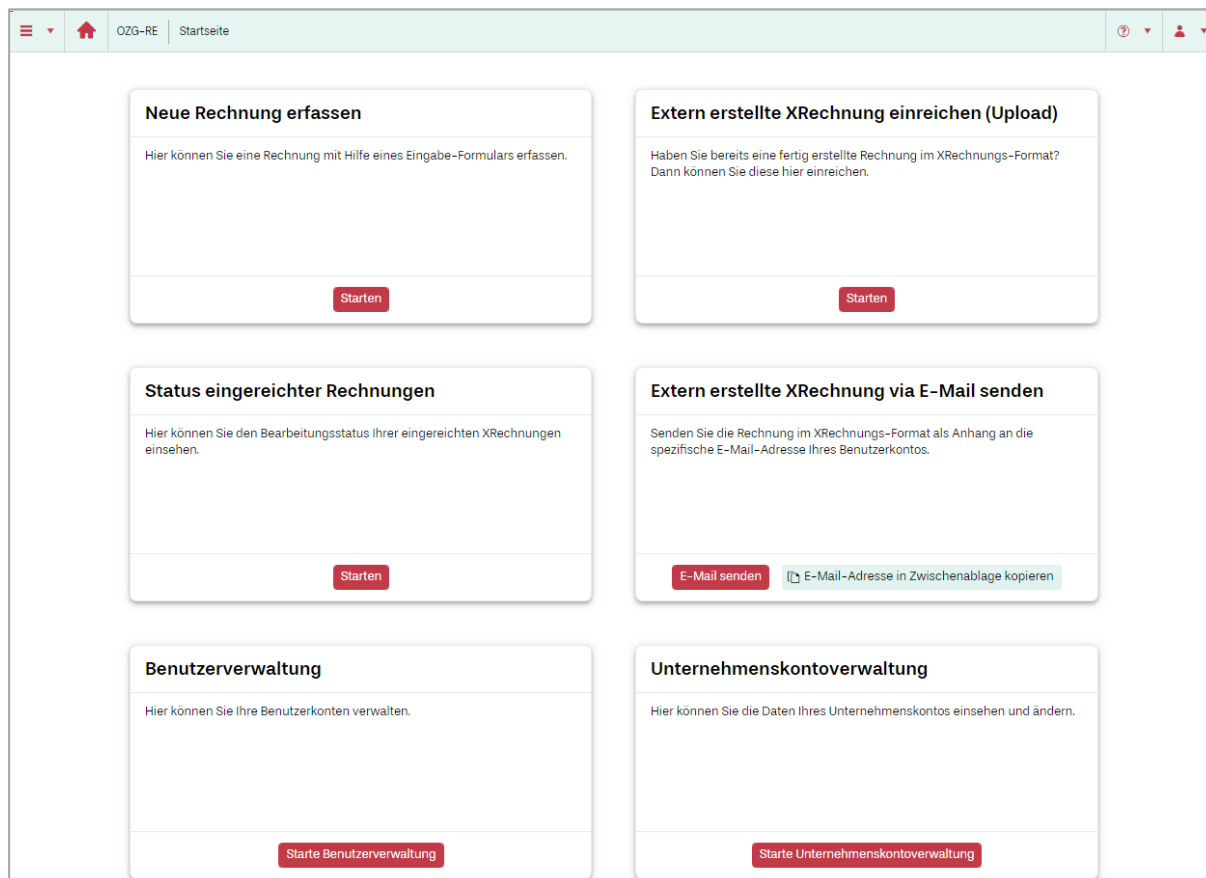 OZG-RE Startseite
Neue Rechnung erfassen
Hier können Sie eine Rechnung mit Hilfe eines Eingabe-Formulars erfassen.
Starten
Extern erstellte XRechnung einreichen (Upload)
Haben Sie bereits eine fertig erstellte Rechnung im XRechnungs-Format?
Dann können Sie diese hier einreichen.
Starten
Status eingereichter Rechnungen
Hier können Sie den Bearbeitungsstatus Ihrer eingereichten XRechnungen
einsehen.
Starten
Extern erstellte XRechnung via E-Mail senden
Senden Sie die Rechnung im XRechnungs-Format als Anhang an die
spezifische E-Mail-Adresse Ihres Benutzerkontos.
E-Mail senden E-Mail-Adresse in Zwischenablage kopieren
Benutzerverwaltung
Hier können Sie Ihre Benutzerkonten verwalten.
Starte Benutzerverwaltung
Unternehmenskontoverwaltung
Hier können Sie die Daten Ihres Unternehmenskontos einsehen und ändern.
Starte Unternehmenskontoverwaltung